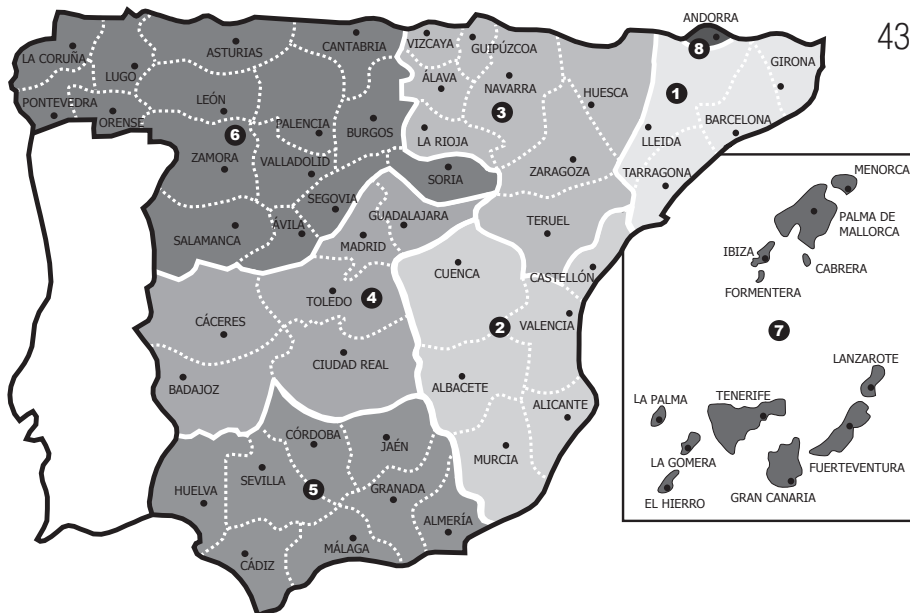 ANDORRA
43
8
LA CORUÑA
LUGO
ASTURIAS
CANTABRIA
VIZCAYA
GUIPÚZCOA
GIRONA
PONTEVEDRA
ORENSE
LEÓN
ÁLAVA
NAVARRA
HUESCA
1
BARCELONA
6
PALENCIA
BURGOS
3
LA RIOJA
LLEIDA
ZAMORA
VALLADOLID
SORIA
ZARAGOZA
TARRAGONA
SEGOVIA
SALAMANCA
ÁVILA
GUADALAJARA
MADRID
TERUEL
MENORCA
PALMA DE
MALLORCA
IBIZA
CABRERA
FORMENTERA
CUENCA
CASTELLÓN
TOLEDO
4
CÁCERES
2
VALENCIA
7
CIUDAD REAL
BADAJOZ
ALBACETE
ALICANTE
LANZAROTE
LA PALMA
TENERIFE
CÓRDOBA
JAÉN
MURCIA
LA GOMERA
FUERTEVENTURA
SEVILLA
HUELVA
5
GRANADA
EL HIERRO
GRAN CANARIA
ALMERÍA
MÁLAGA
CÁDIZ